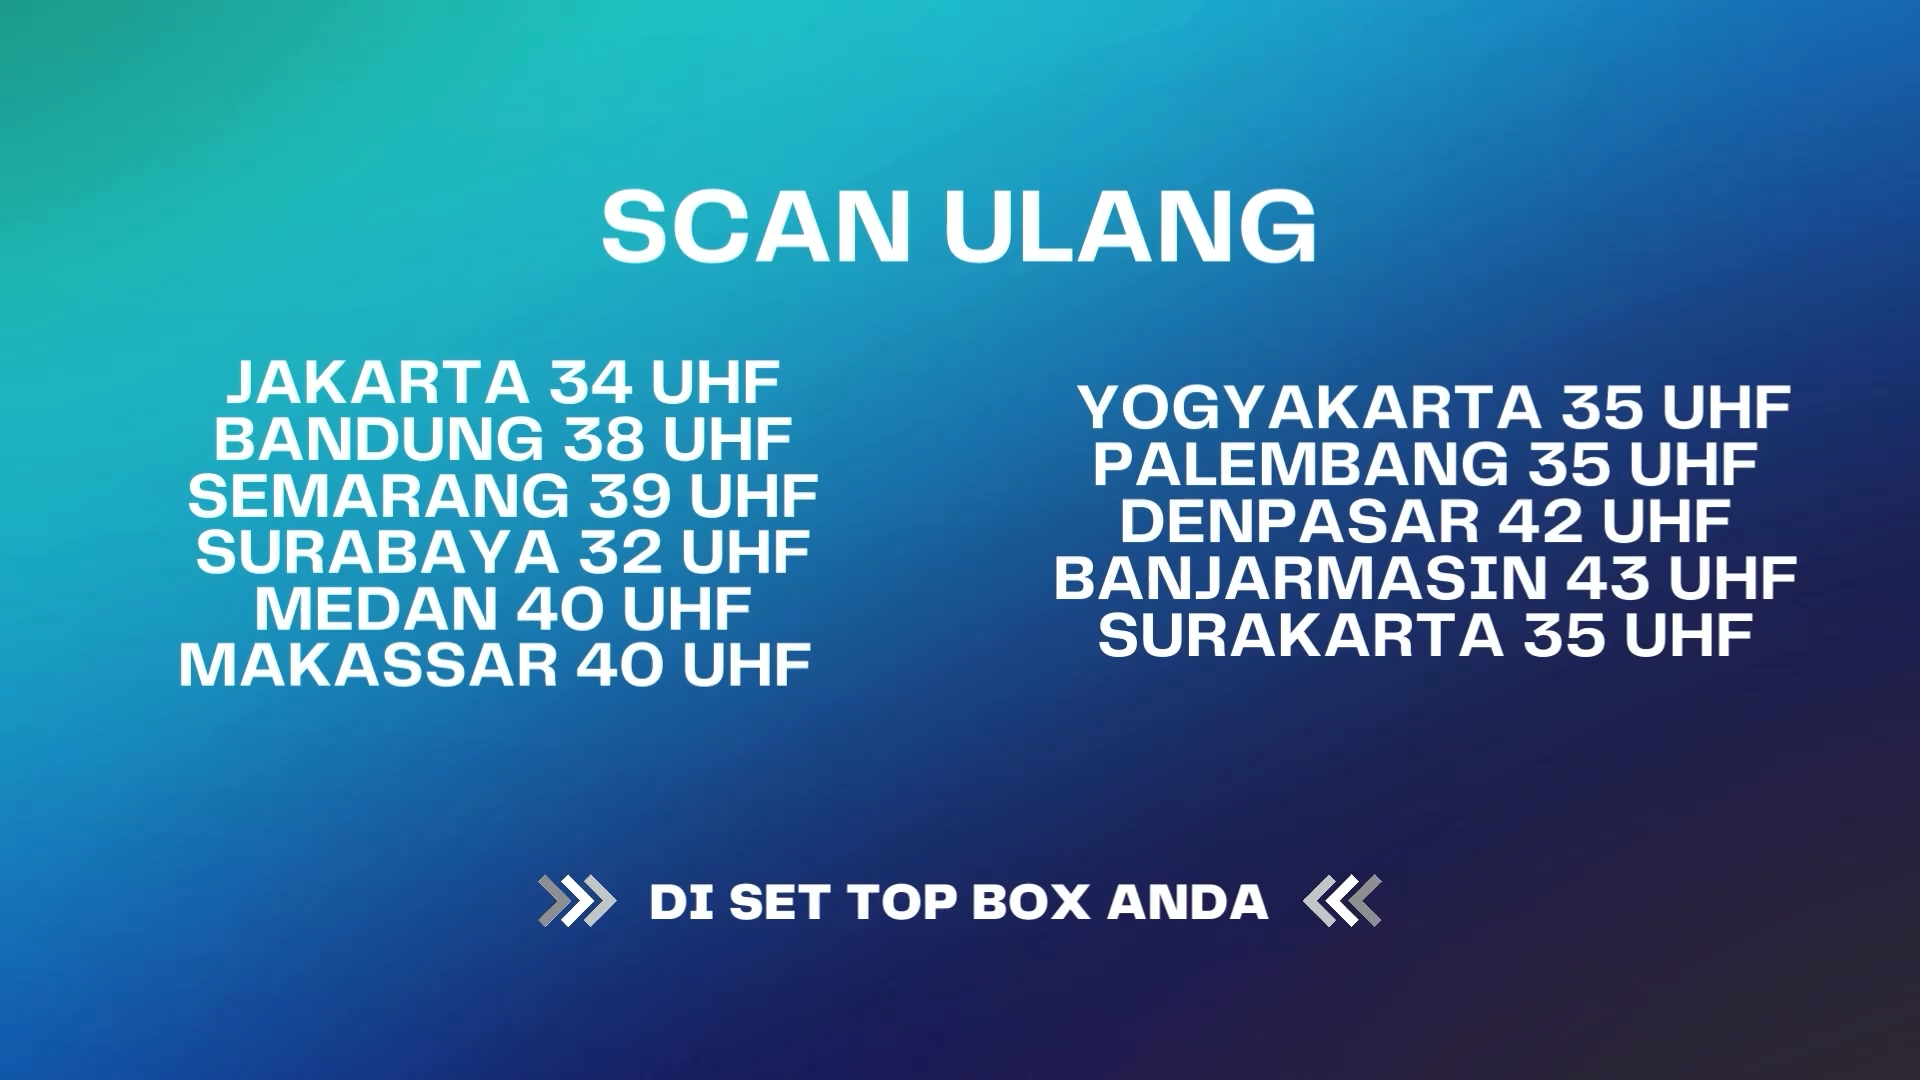 SCAN ULANG
JAKARTA 34 UHF
BANDUNG 38 UHF
SEMARANG 39 UHF
SURABAYA 32 UHF
MEDAN 40 UHF
MAKASSAR 40 UHF
YOGYAKARTA 35 UHF
PALEMBANG 35 UHF
DENPASAR 42 UHF
BANJARMASIN 43 UHF
SURAKARTA 35 UHF
DI SET TOP BOX ANDA